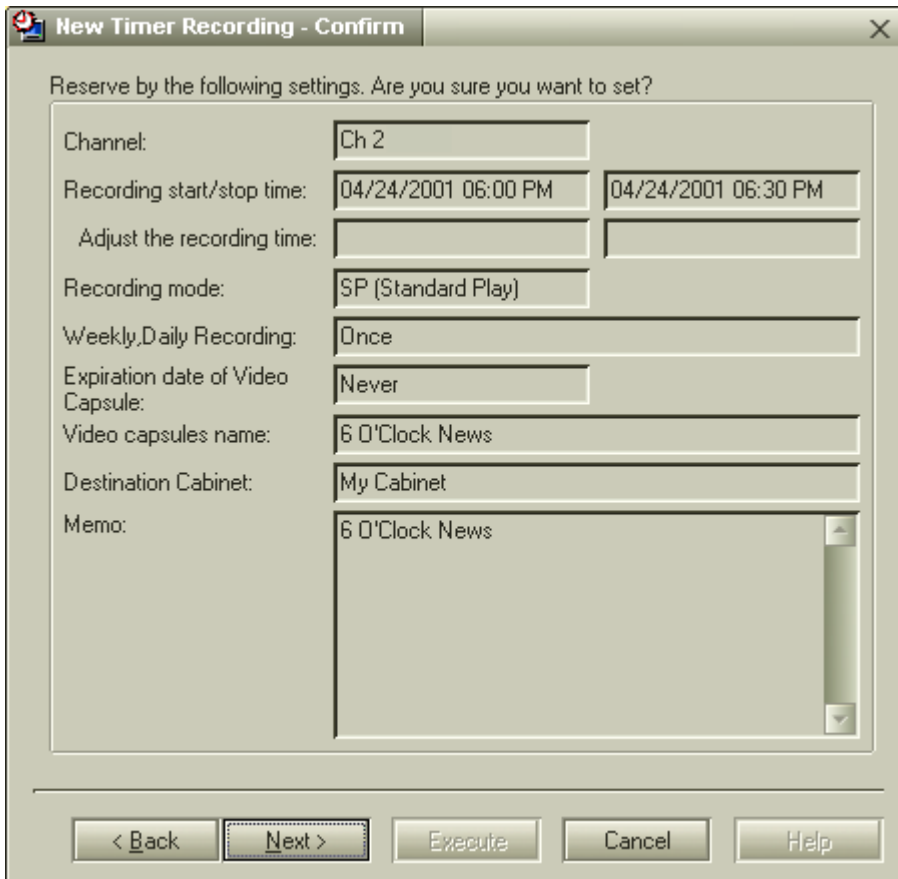 New Timer Recording - Confirm
Reserve by the following settings. Are you sure you want to set?
Channel: Ch 2
Recording start/stop time: 04/24/2001 06:00 PM 04/24/2001 06:30 PM
Adjust the recording time:
Recording mode: SP (Standard Play)
Weekly,Daily Recording: Once
Expiration date of Video
Capsule: Never
Video capsules name: 6 O'Clock News
Destination Cabinet: My Cabinet
Memo: 6 O'Clock News
< Back Next > Execute Cancel Help